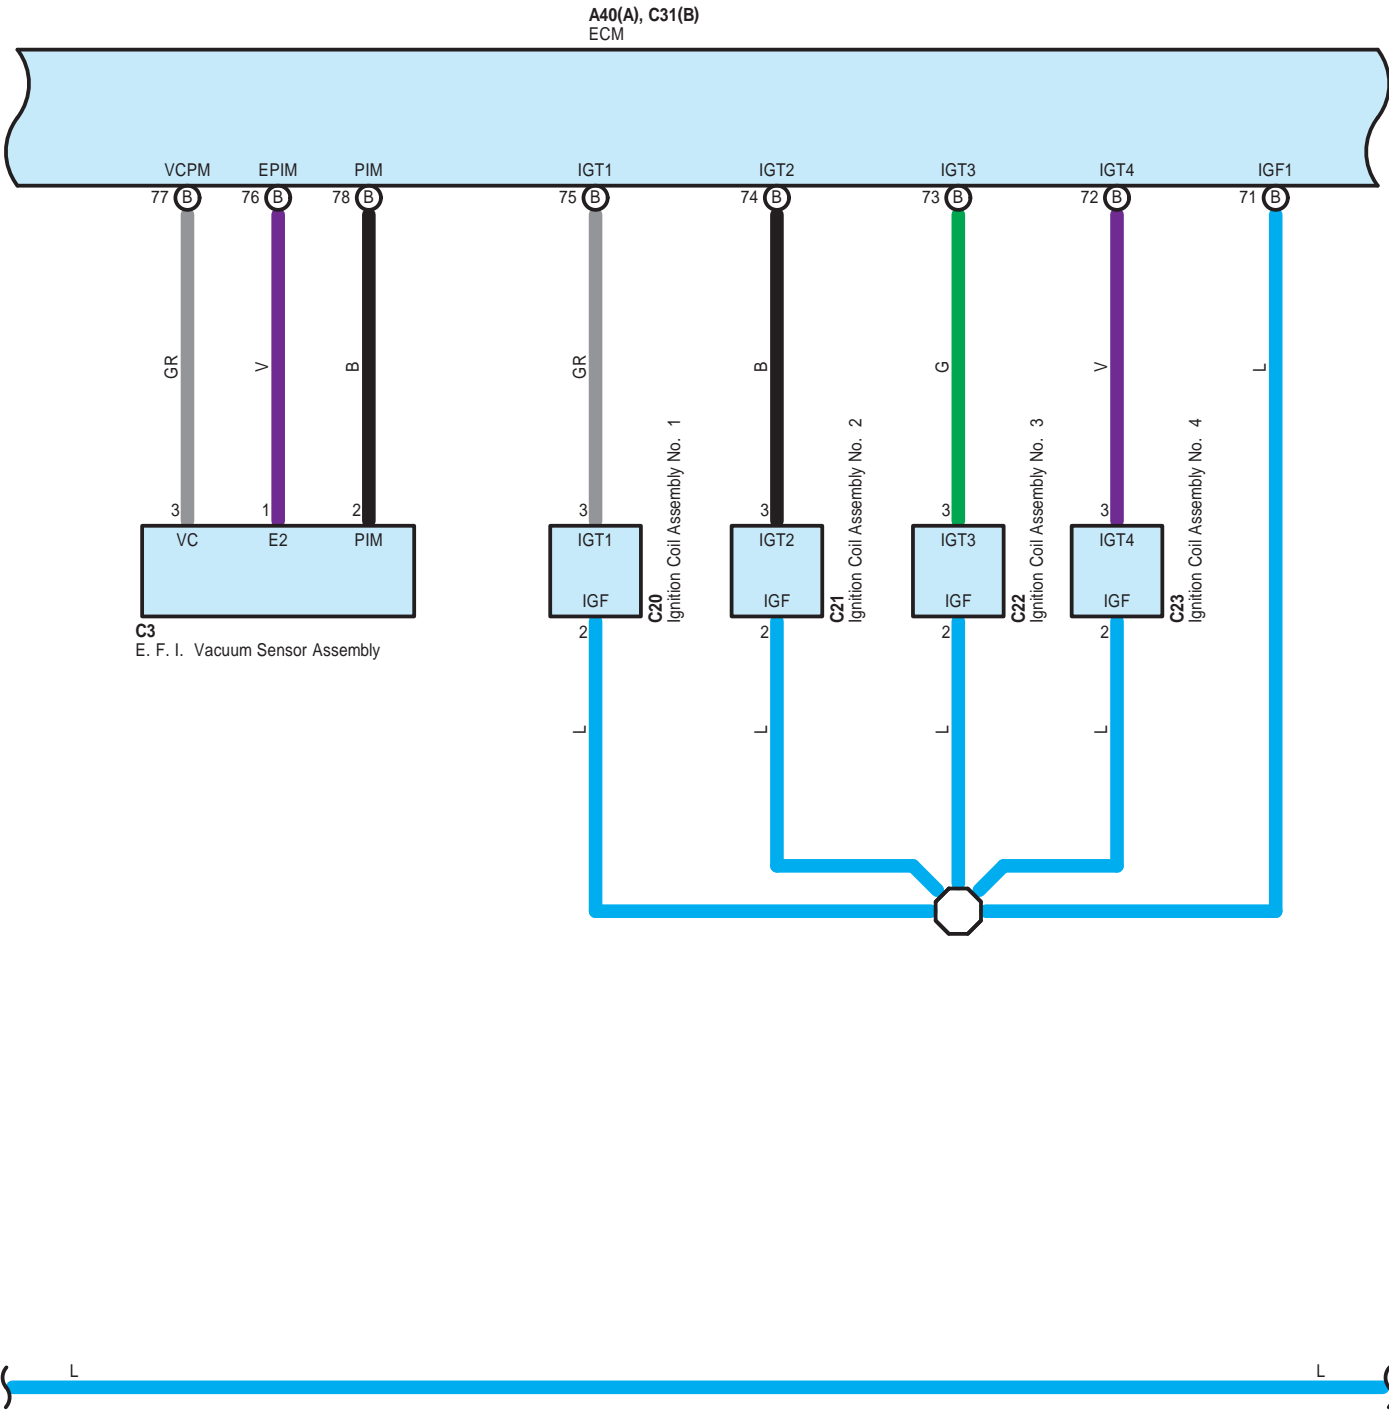 A40(A), C31(B)
ECM
VCPM EPIM PIM IGT1 IGT2 IGT3 IGT4 IGF1
77 B 76 B 78 B 75 B 74 B 73 B 72 B 71 B
GR V B GR B G V L
3 1 2 3 3 3 3
VC E2 PIM IGT1 IGT2 IGT3 IGT4
IGF IGF IGF IGF
C20
Ignition Coil Assembly No. 1
C21
Ignition Coil Assembly No. 2
C22
Ignition Coil Assembly No. 3
C23
Ignition Coil Assembly No. 4
C3
E. F. I. Vacuum Sensor Assembly
2 2 2 2
L L L L
L L